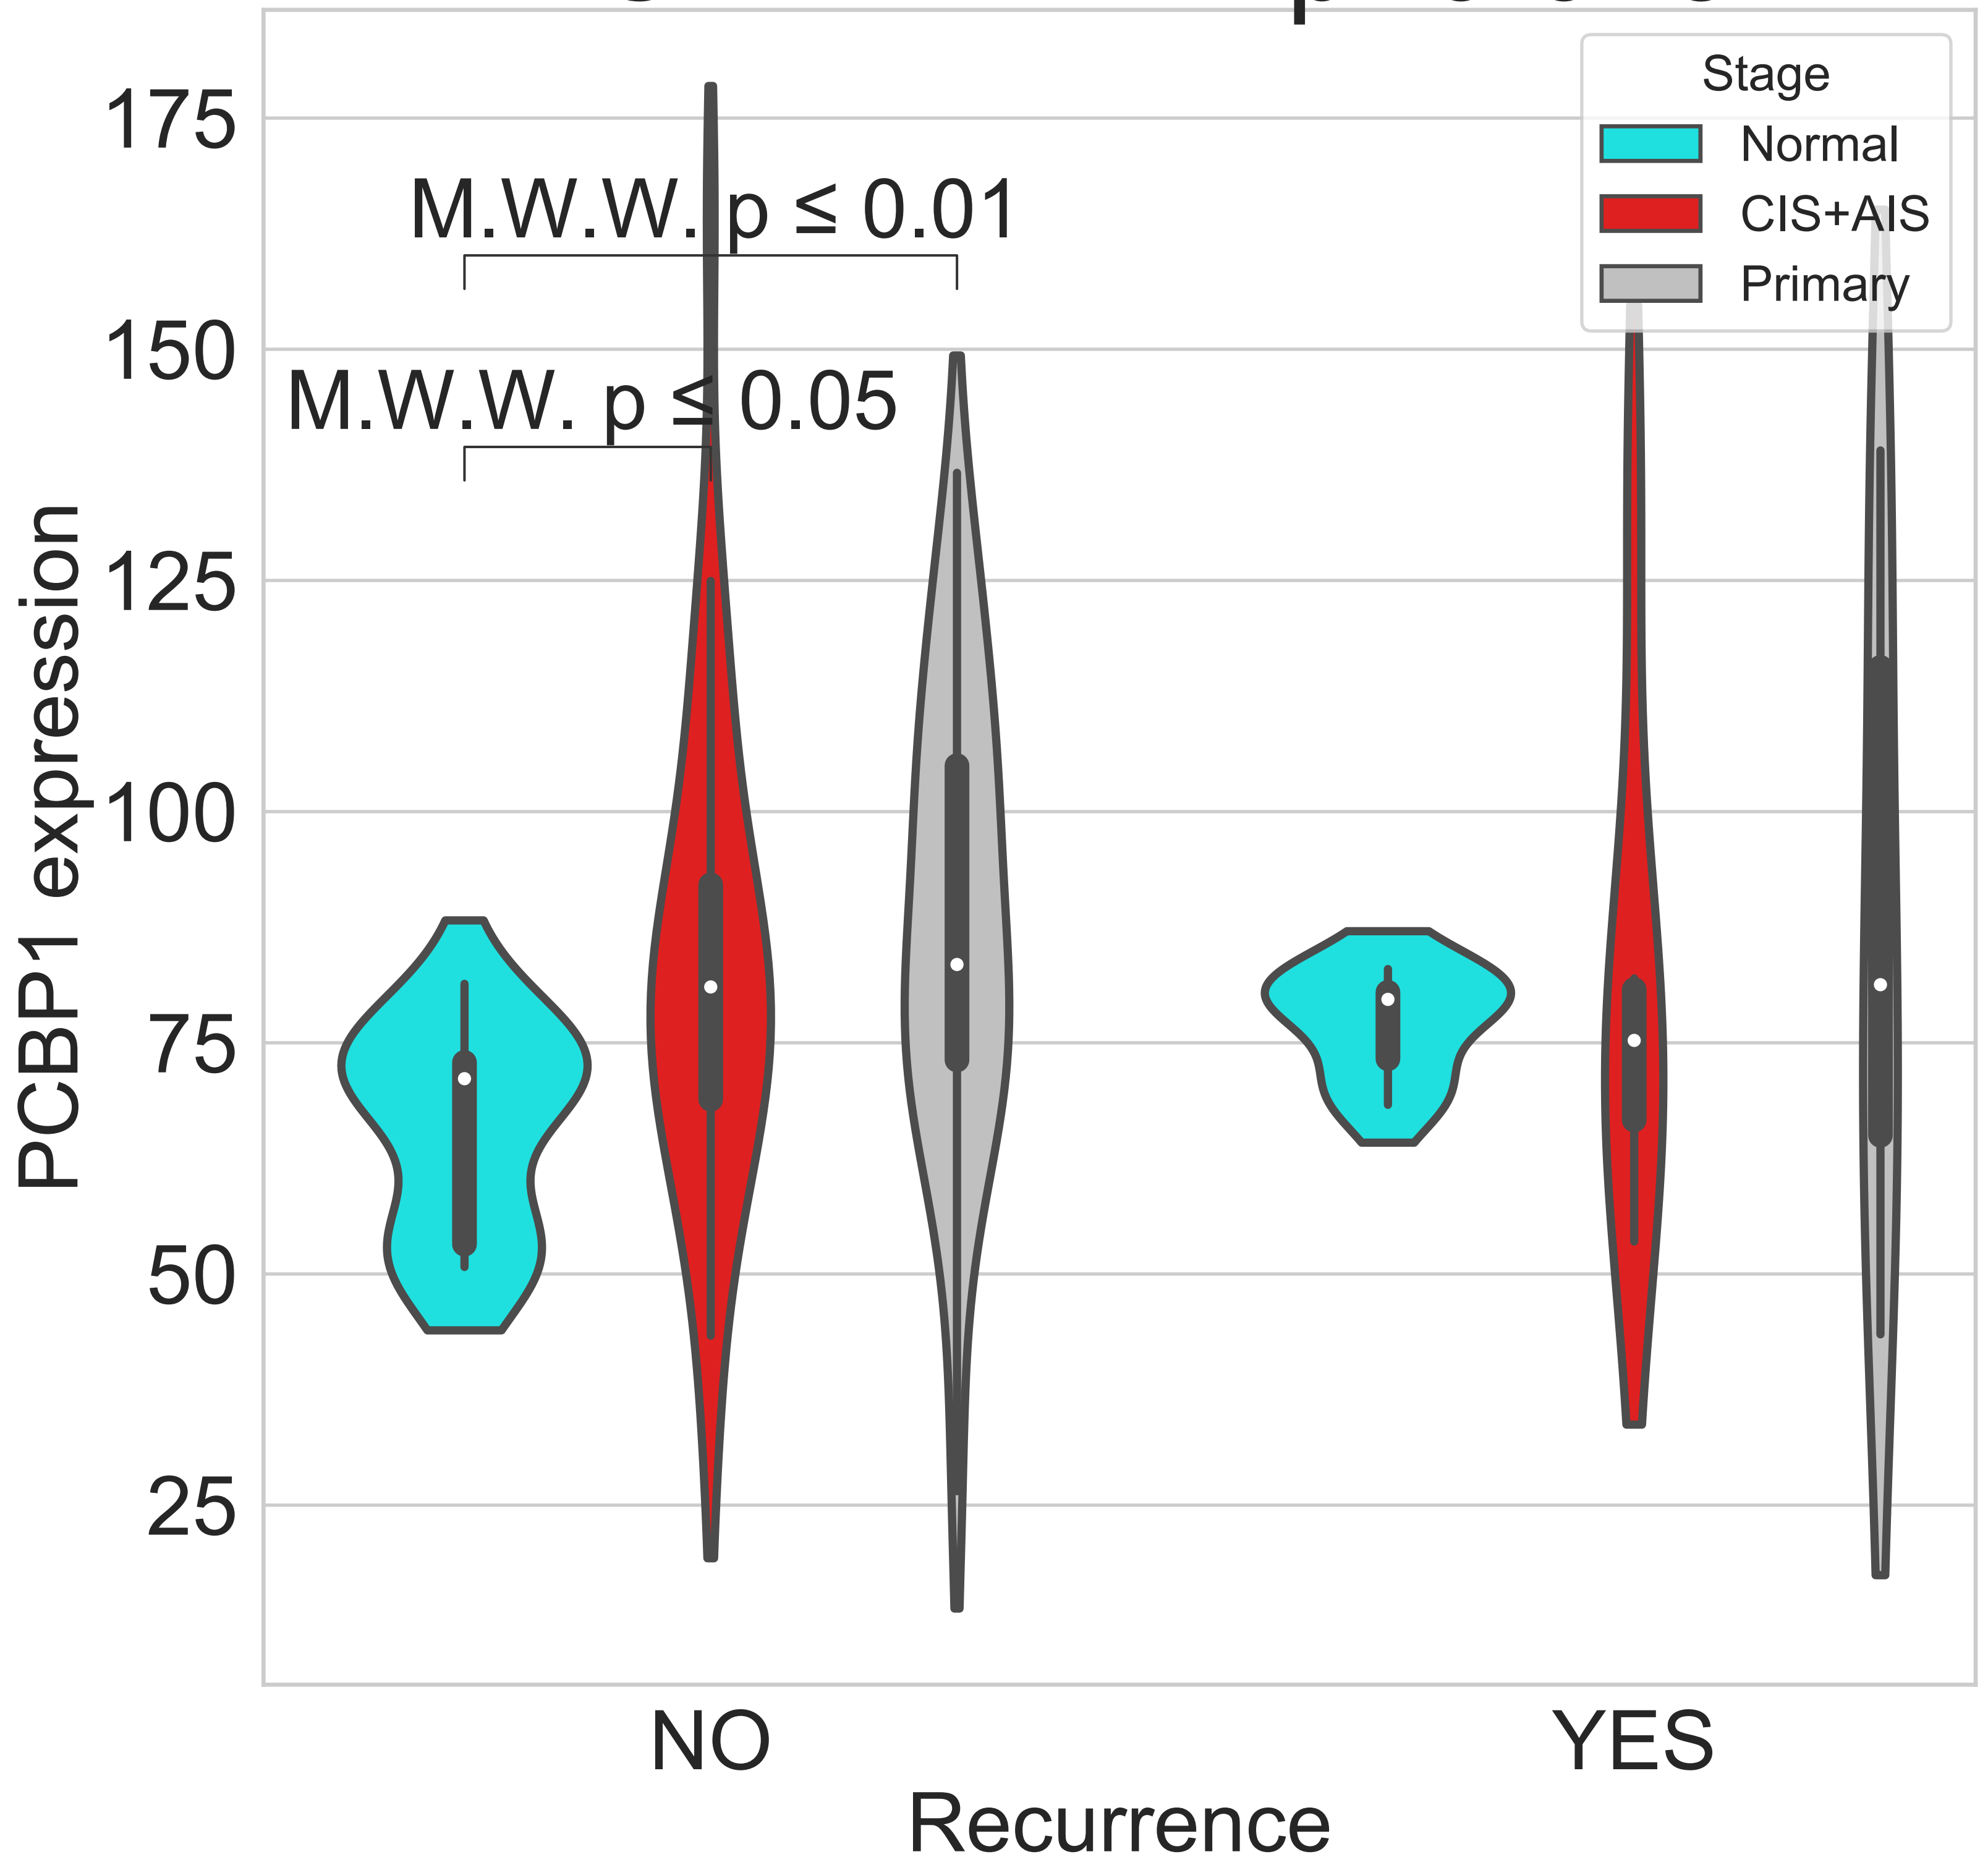 Stage
Normal
CIS+AIS
Primary
M.W.W. p ≤ 0.01
M.W.W. p ≤ 0.05
175
150
125
100
75
50
25
PCBP1 expression
NO
YES
Recurrence